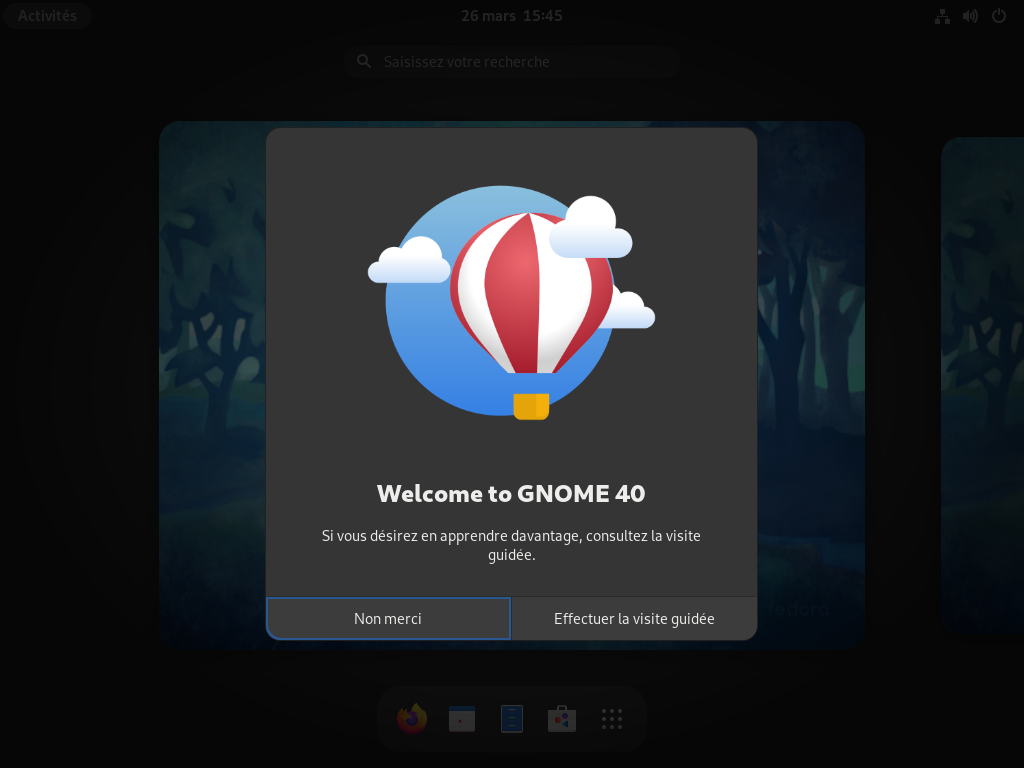 Activités
26 mars 15:45
Saisissez votre recherche
Welcome to GNOME 40
Si vous désirez en apprendre davantage, consultez la visite
guidée.
Non merci
Effectuer la visite guidée
fedora